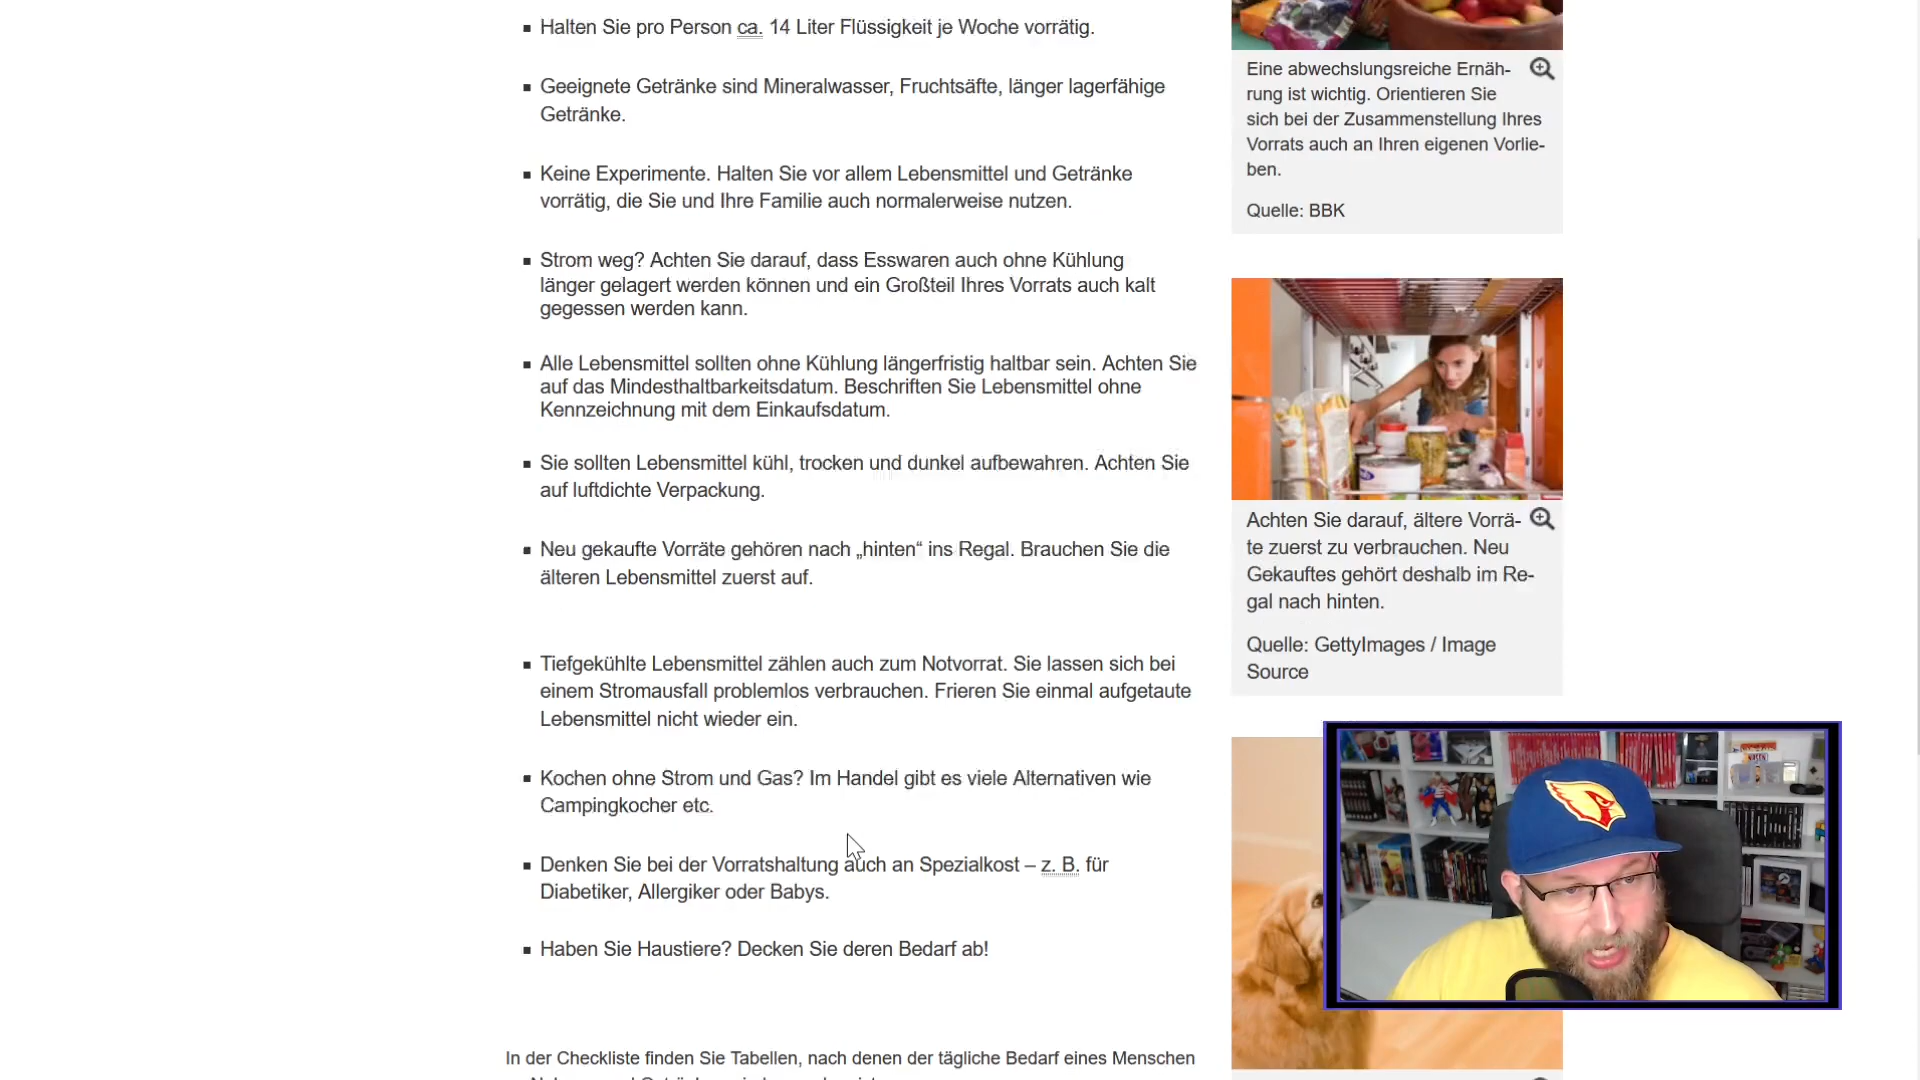 Halten Sie pro Person ca. 14 Liter Flüssigkeit je Woche vorrätig.
Geeignete Getränke sind Mineralwasser, Fruchtsäfte, länger lagerfähige
Getränke.
Keine Experimente. Halten Sie vor allem Lebensmittel und Getränke
vorrätig, die Sie und Ihre Familie auch normalerweise nutzen.
Strom weg? Achten Sie darauf, dass Esswaren auch ohne Kühlung
länger gelagert werden können und ein Großteil Ihres Vorrats auch kalt
gegessen werden kann.
Alle Lebensmittel sollten ohne Kühlung längerfristig haltbar sein. Achten Sie
auf das Mindesthaltbarkeitsdatum. Beschriften Sie Lebensmittel ohne
Kennzeichnung mit dem Einkaufsdatum.
Sie sollten Lebensmittel kühl, trocken und dunkel aufbewahren. Achten Sie
auf luftdichte Verpackung.
Neu gekaufte Vorräte gehören nach „hinten“ ins Regal. Brauchen Sie die
älteren Lebensmittel zuerst auf.
Tiefgekühlte Lebensmittel zählen auch zum Notvorrat. Sie lassen sich bei
einem Stromausfall problemlos verbrauchen. Frieren Sie einmal aufgetaute
Lebensmittel nicht wieder ein.
Kochen ohne Strom und Gas? Im Handel gibt es viele Alternativen wie
Campingkocher etc.
Denken Sie bei der Vorratshaltung auch an Spezialkost – z. B. für
Diabetiker, Allergiker oder Babys.
Haben Sie Haustiere? Decken Sie deren Bedarf ab!
In der Checkliste finden Sie Tabellen, nach denen der tägliche Bedarf eines Menschen
Eine abwechslungsreiche Ernäh-
rung ist wichtig. Orientieren Sie
sich bei der Zusammenstellung Ihres
Vorrats auch an Ihren eigenen Vorlie-
ben.
Quelle: BBK
Achten Sie darauf, ältere Vorrä-
te zuerst zu verbrauchen. Neu
Gekauftes gehört deshalb im Re-
gal nach hinten.
Quelle: GettyImages / Image
Source